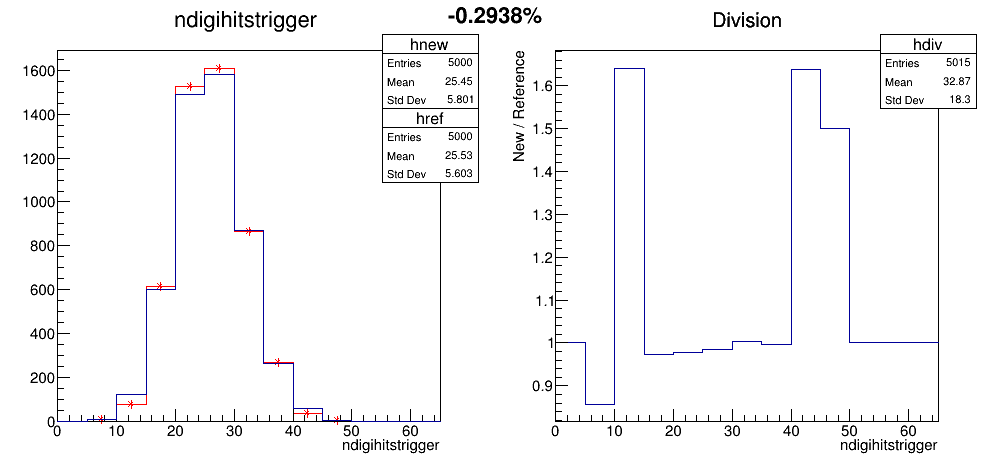 -0.2938%
ndigihitstrigger
hnew
Entries 5000
Mean 25.45
Std Dev 5.801
href
Entries 5000
Mean 25.53
Std Dev 5.603
1600
1400
1200
1000
800
600
400
200
0
0 10 20 30 40 50 60
ndigihitstrigger
Division
hdiv
Entries 5015
Mean 32.87
Std Dev 18.3
New / Reference
1.6
1.5
1.4
1.3
1.2
1.1
1
0.9
0 10 20 30 40 50 60
ndigihitstrigger